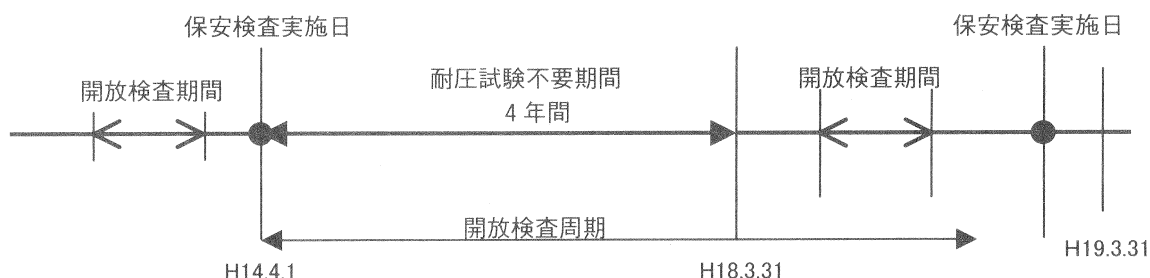 保安検査実施日
保安検査実施日
開放検査期間
耐圧試験不要期間
4年間
開放検査期間
開放検査周期
H14.4.1
H18.3.31
H19.3.31